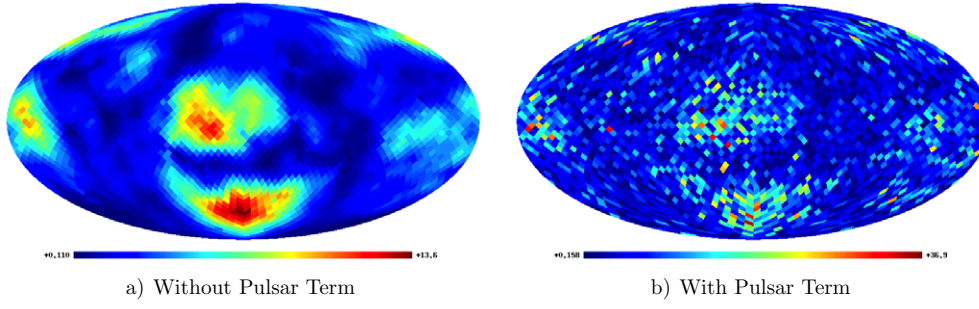 +0,110 +13,6 +0,158 +36,9
a) Without Pulsar Term b) With Pulsar Term